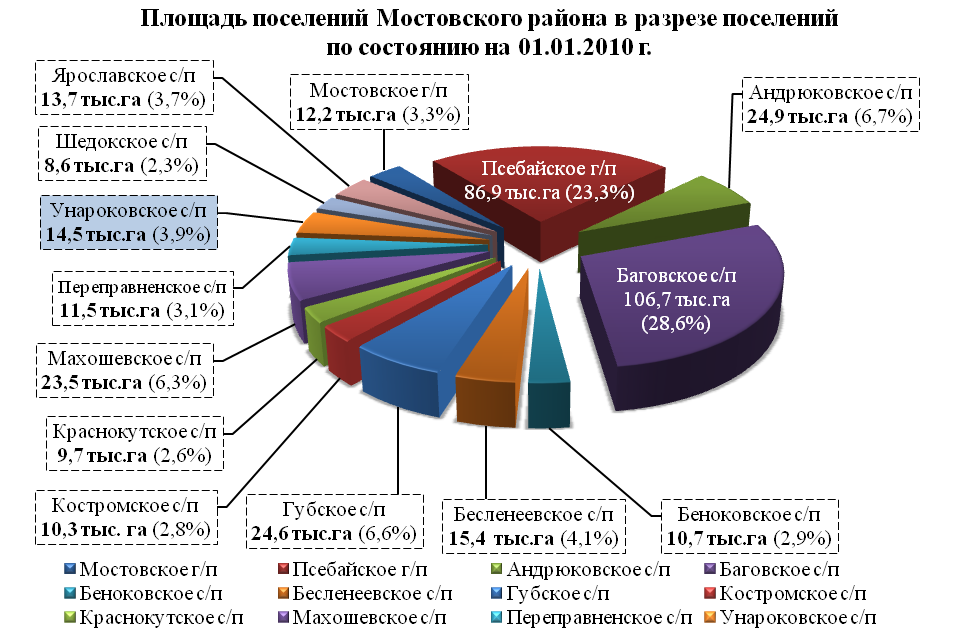 Площадь поселений Мостовского района в разрезе поселений
по состоянию на 01.01.2010 г.
Ярославское с/п
13,7 тыс.га (3,7%)
Мостовское г/п
12,2 тыс.га (3,3%)
Андрюковское с/п
24,9 тыс.га (6,7%)
Шедокское с/п
8,6 тыс.га (2,3%)
Псебайское г/п
86,9 тыс.га (23,3%)
Унароковское с/п
14,5 тыс.га (3,9%)
Баговское с/п
106,7 тыс.га
(28,6%)
Переправненское с/п
11,5 тыс.га (3,1%)
Махошевское с/п
23,5 тыс.га (6,3%)
Краснокутское с/п
9,7 тыс.га (2,6%)
Костромское с/п
10,3 тыс. га (2,8%)
Губское с/п
24,6 тыс.га (6,6%)
Бесленеевское с/п
15,4 тыс.га (4,1%)
Беноковское с/п
10,7 тыс.га (2,9%)
Мостовское г/п Псебайское г/п Андрюковское с/п Баговское с/п
Беноковское с/п Бесленеевское с/п Губское с/п Костромское с/п
Краснокутское с/п Махошевское с/п Переправненское с/п Унароковское с/п